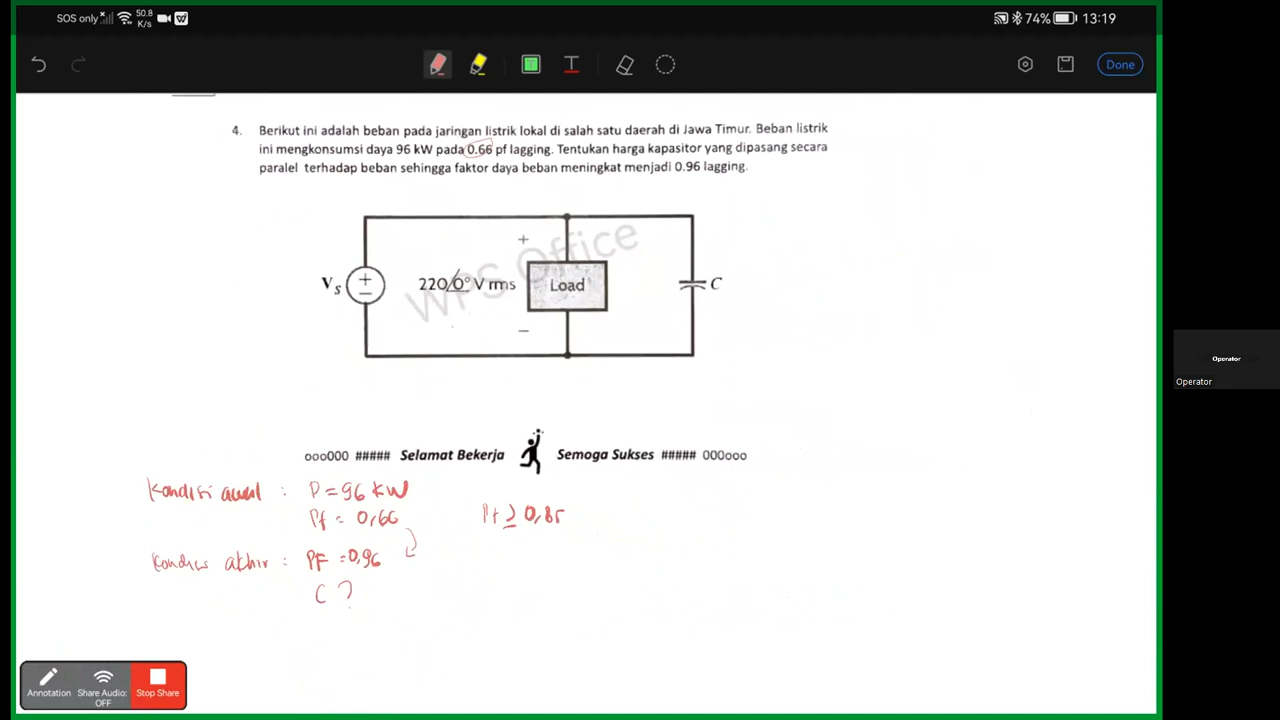 SOS only
50.8
K/s
74%
13:19
Done
4. Berikut ini adalah beban pada jaringan listrik lokal di salah satu daerah di Jawa Timur. Beban listrik
ini mengkonsumsi daya 96 kW pada 0.66 pf lagging. Tentukan harga kapasitor yang dipasang secara
paralel terhadap beban sehingga faktor daya beban meningkat menjadi 0.96 lagging.
WPS Office
+
Vs
+
−
220/0° V rms
Load
C
−
ooo000 ##### Selamat Bekerja
Semoga Sukses ##### 000ooo
Kondisi awal : P = 96 kW
Pf = 0,66
Pf ≥ 0,85
akhir : PF = 0,96
C ?
Operator
Operator
Annotation
Share Audio:
OFF
Stop Share